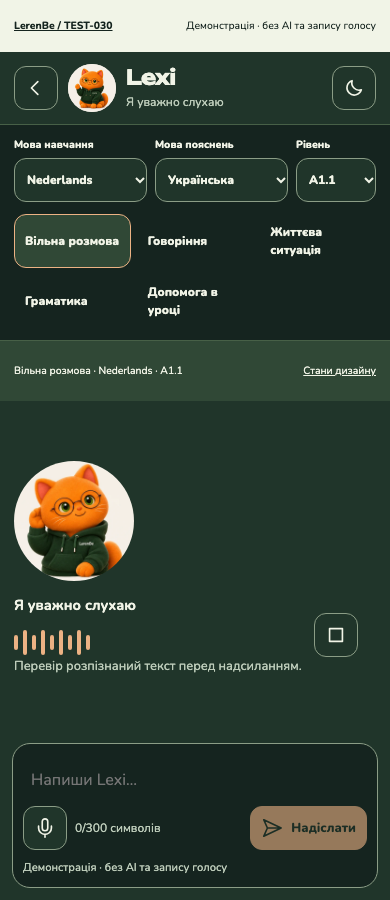 LerenBe / TEST-030
Демонстрація · без AI та запису голосу
Lexi
Я уважно слухаю
Мова навчання
Мова пояснень
Рівень
Nederlands
Українська
A1.1
Вільна розмова
Говоріння
Життєва
ситуація
Граматика
Допомога в
уроці
Вільна розмова · Nederlands · A1.1
Стани дизайну
LerenBe
Я уважно слухаю
Перевір розпізнаний текст перед надсиланням.
Напиши Lexi...
0/300 символів
Надіслати
Демонстрація · без AI та запису голосу